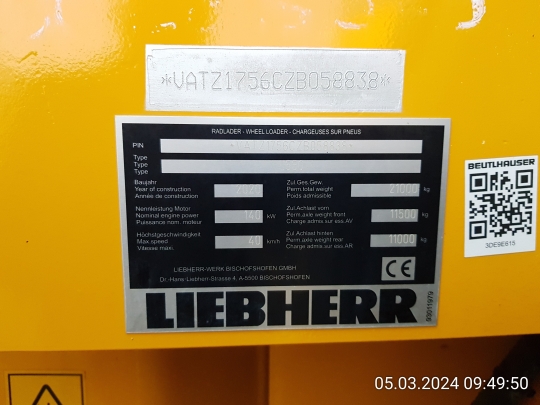 *VATZ1756CZB058838*
RADLADER - WHEEL LOADER - CHARGEUSES SUR PNEUS
PIN
Type
Type
Type
Baujahr
Year of construction
Année de construction
Zul.Ges.Gew.
Perm.total weight 21000 kg
Poids admissible
Nennleistung Motor
Nominal engine power 140 kW
Puissance nominale mot.
Zul.Achslast vorn
Perm.axle weight front 11500 kg
Charge admis.sur ess.AV
Höchstgeschwindigkeit
Max speed 40 km/h
Vitesse maxi.
Zul.Achslast hinten
Perm.axle weight rear 11000 kg
Charge admis.sur ess.AR
LIEBHERR-WERK BISCHOFSHOFEN GMBH
Dr.-Hans-Liebherr-Strasse 4, A-5500 BISCHOFSHOFEN
CE
LIEBHERR
93011979
BEUTLHAUSER
3DE9E815
05.03.2024 09:49:50